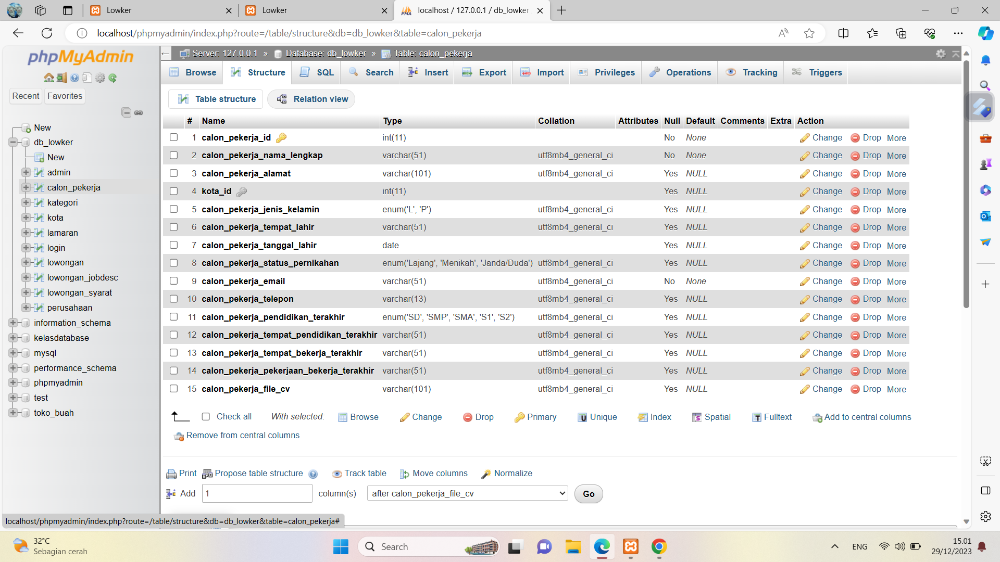 Lowker
Lowker
localhost / 127.0.0.1 / db_lowker
localhost/phpmyadmin/index.php?route=/table/structure&db=db_lowker&table=calon_pekerja
phpMyAdmin
Recent Favorites
New
db_lowker
New
admin
calon_pekerja
kategori
kota
lamaran
login
lowongan
lowongan_jobdesc
lowongan_syarat
perusahaan
information_schema
kelasdatabase
mysql
performance_schema
phpmyadmin
test
toko_buah
Server: 127.0.0.1 » Database: db_lowker » Table: calon_pekerja
Browse Structure SQL Search Insert Export Import Privileges Operations Tracking Triggers
Table structure Relation view
# Name Type Collation Attributes Null Default Comments Extra Action
1 calon_pekerja_id int(11) No None Change Drop More
2 calon_pekerja_nama_lengkap varchar(51) utf8mb4_general_ci No None Change Drop More
3 calon_pekerja_alamat varchar(101) utf8mb4_general_ci Yes NULL Change Drop More
4 kota_id int(11) Yes NULL Change Drop More
5 calon_pekerja_jenis_kelamin enum('L', 'P') utf8mb4_general_ci Yes NULL Change Drop More
6 calon_pekerja_tempat_lahir varchar(51) utf8mb4_general_ci Yes NULL Change Drop More
7 calon_pekerja_tanggal_lahir date Yes NULL Change Drop More
8 calon_pekerja_status_pernikahan enum('Lajang', 'Menikah', 'Janda/Duda') utf8mb4_general_ci Yes NULL Change Drop More
9 calon_pekerja_email varchar(51) utf8mb4_general_ci No None Change Drop More
10 calon_pekerja_telepon varchar(13) utf8mb4_general_ci Yes NULL Change Drop More
11 calon_pekerja_pendidikan_terakhir enum('SD', 'SMP', 'SMA', 'S1', 'S2') utf8mb4_general_ci Yes NULL Change Drop More
12 calon_pekerja_tempat_pendidikan_terakhir varchar(51) utf8mb4_general_ci Yes NULL Change Drop More
13 calon_pekerja_tempat_bekerja_terakhir varchar(51) utf8mb4_general_ci Yes NULL Change Drop More
14 calon_pekerja_pekerjaan_bekerja_terakhir varchar(51) utf8mb4_general_ci Yes NULL Change Drop More
15 calon_pekerja_file_cv varchar(101) utf8mb4_general_ci Yes NULL Change Drop More
Check all With selected: Browse Change Drop Primary Unique Index Spatial Fulltext Add to central columns
Remove from central columns
Print Propose table structure Track table Move columns Normalize
Add 1 column(s) after calon_pekerja_file_cv Go
localhost/phpmyadmin/index.php?route=/table/structure&db=db_lowker&table=calon_pekerja#
32°C
Sebagian cerah
Search
ENG
15.01
29/12/2023